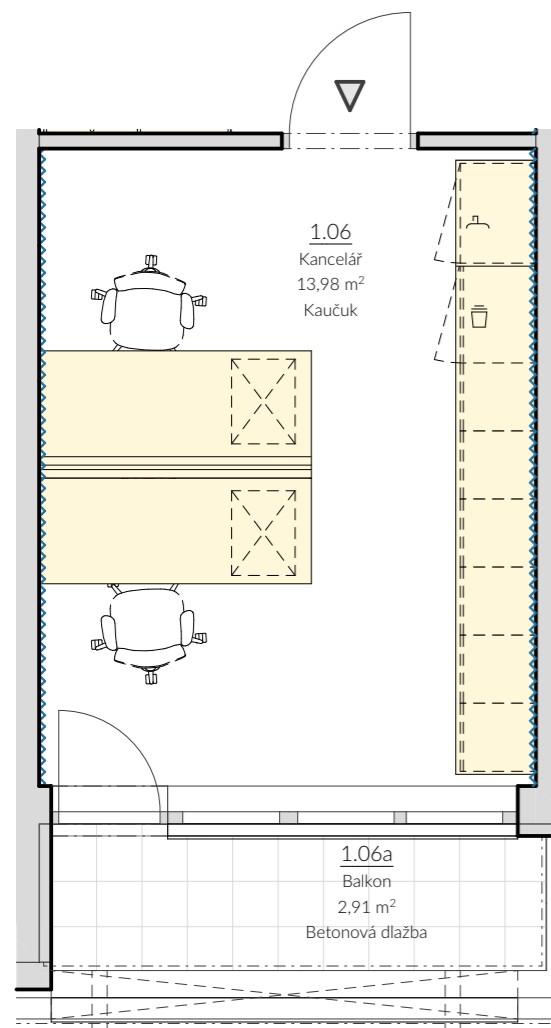 1.06
Kancelář
13,98 m²
Kaučuk
1.06a
Balkon
2,91 m²
Betonová dlažba